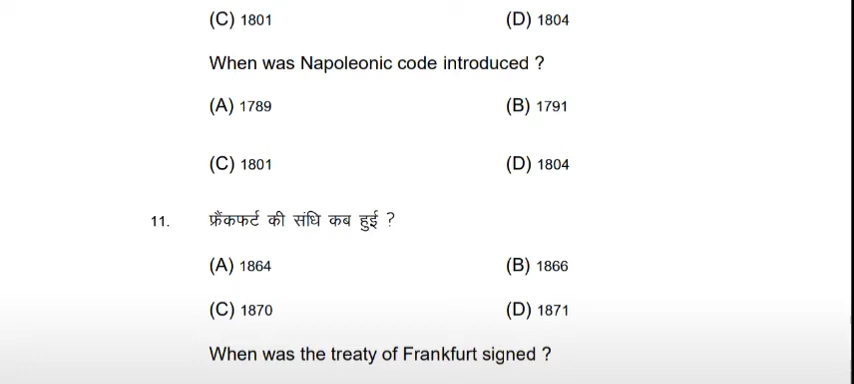 (C) 1801 (D) 1804
When was Napoleonic code introduced ?
(A) 1789 (B) 1791
(C) 1801 (D) 1804
11. फ्रैंकफर्ट की संधि कब हुई ?
(A) 1864 (B) 1866
(C) 1870 (D) 1871
When was the treaty of Frankfurt signed ?